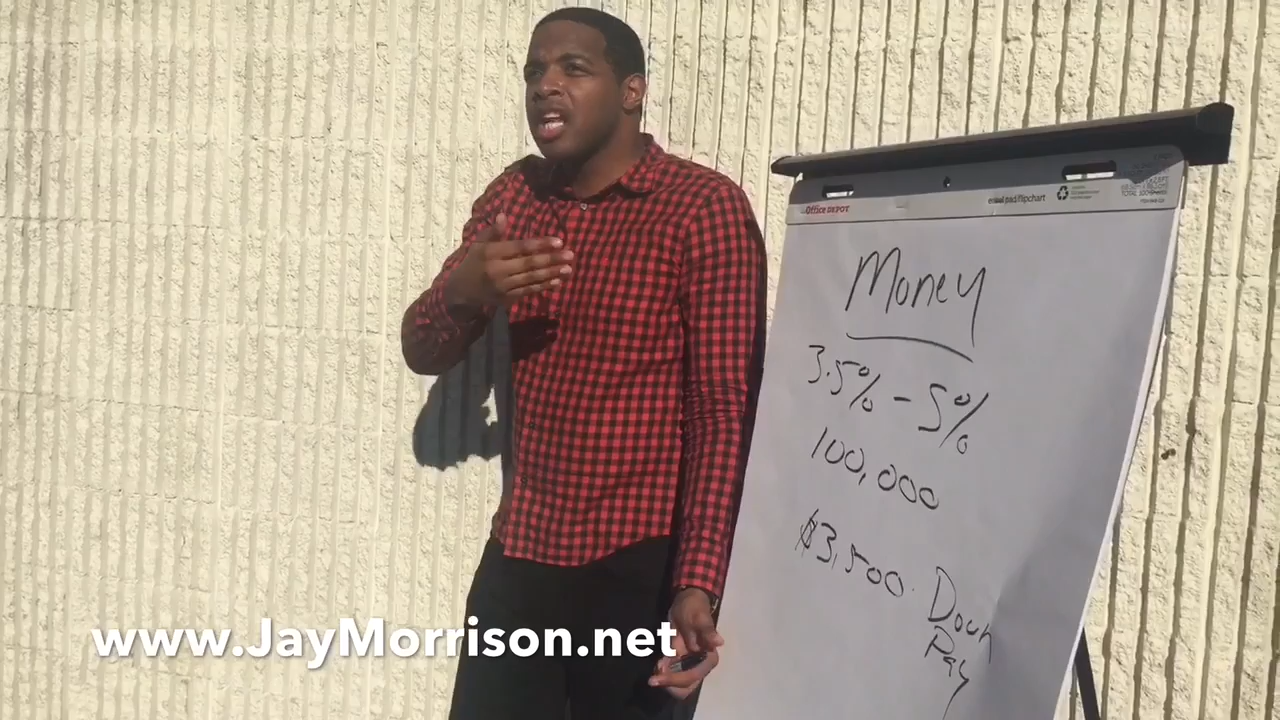 Office DEPOT
easel pad/flipchart
Money
3.5% - 5%
100,000
$3,500. Down
Pay
www.JayMorrison.net